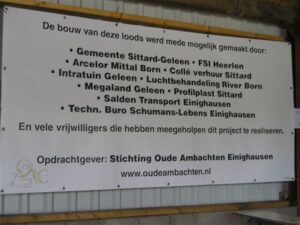 De bouw van deze loods werd mede mogelijk gemaakt door:
• Gemeente Sittard-Geleen • FSI Heerlen
• Arcelor Mittal Born • Collé verhuur Sittard
• Intratuin Geleen • Luchtbehandeling River Born
• Megaland Geleen • Profilplast Sittard
• Salden Transport Einighausen
• Techn. Buro Schumans-Lebens Einighausen
En vele vrijwilligers die hebben meegeholpen dit project te realiseren.
Opdrachtgever: Stichting Oude Ambachten Einighausen
www.oudeambachten.nl